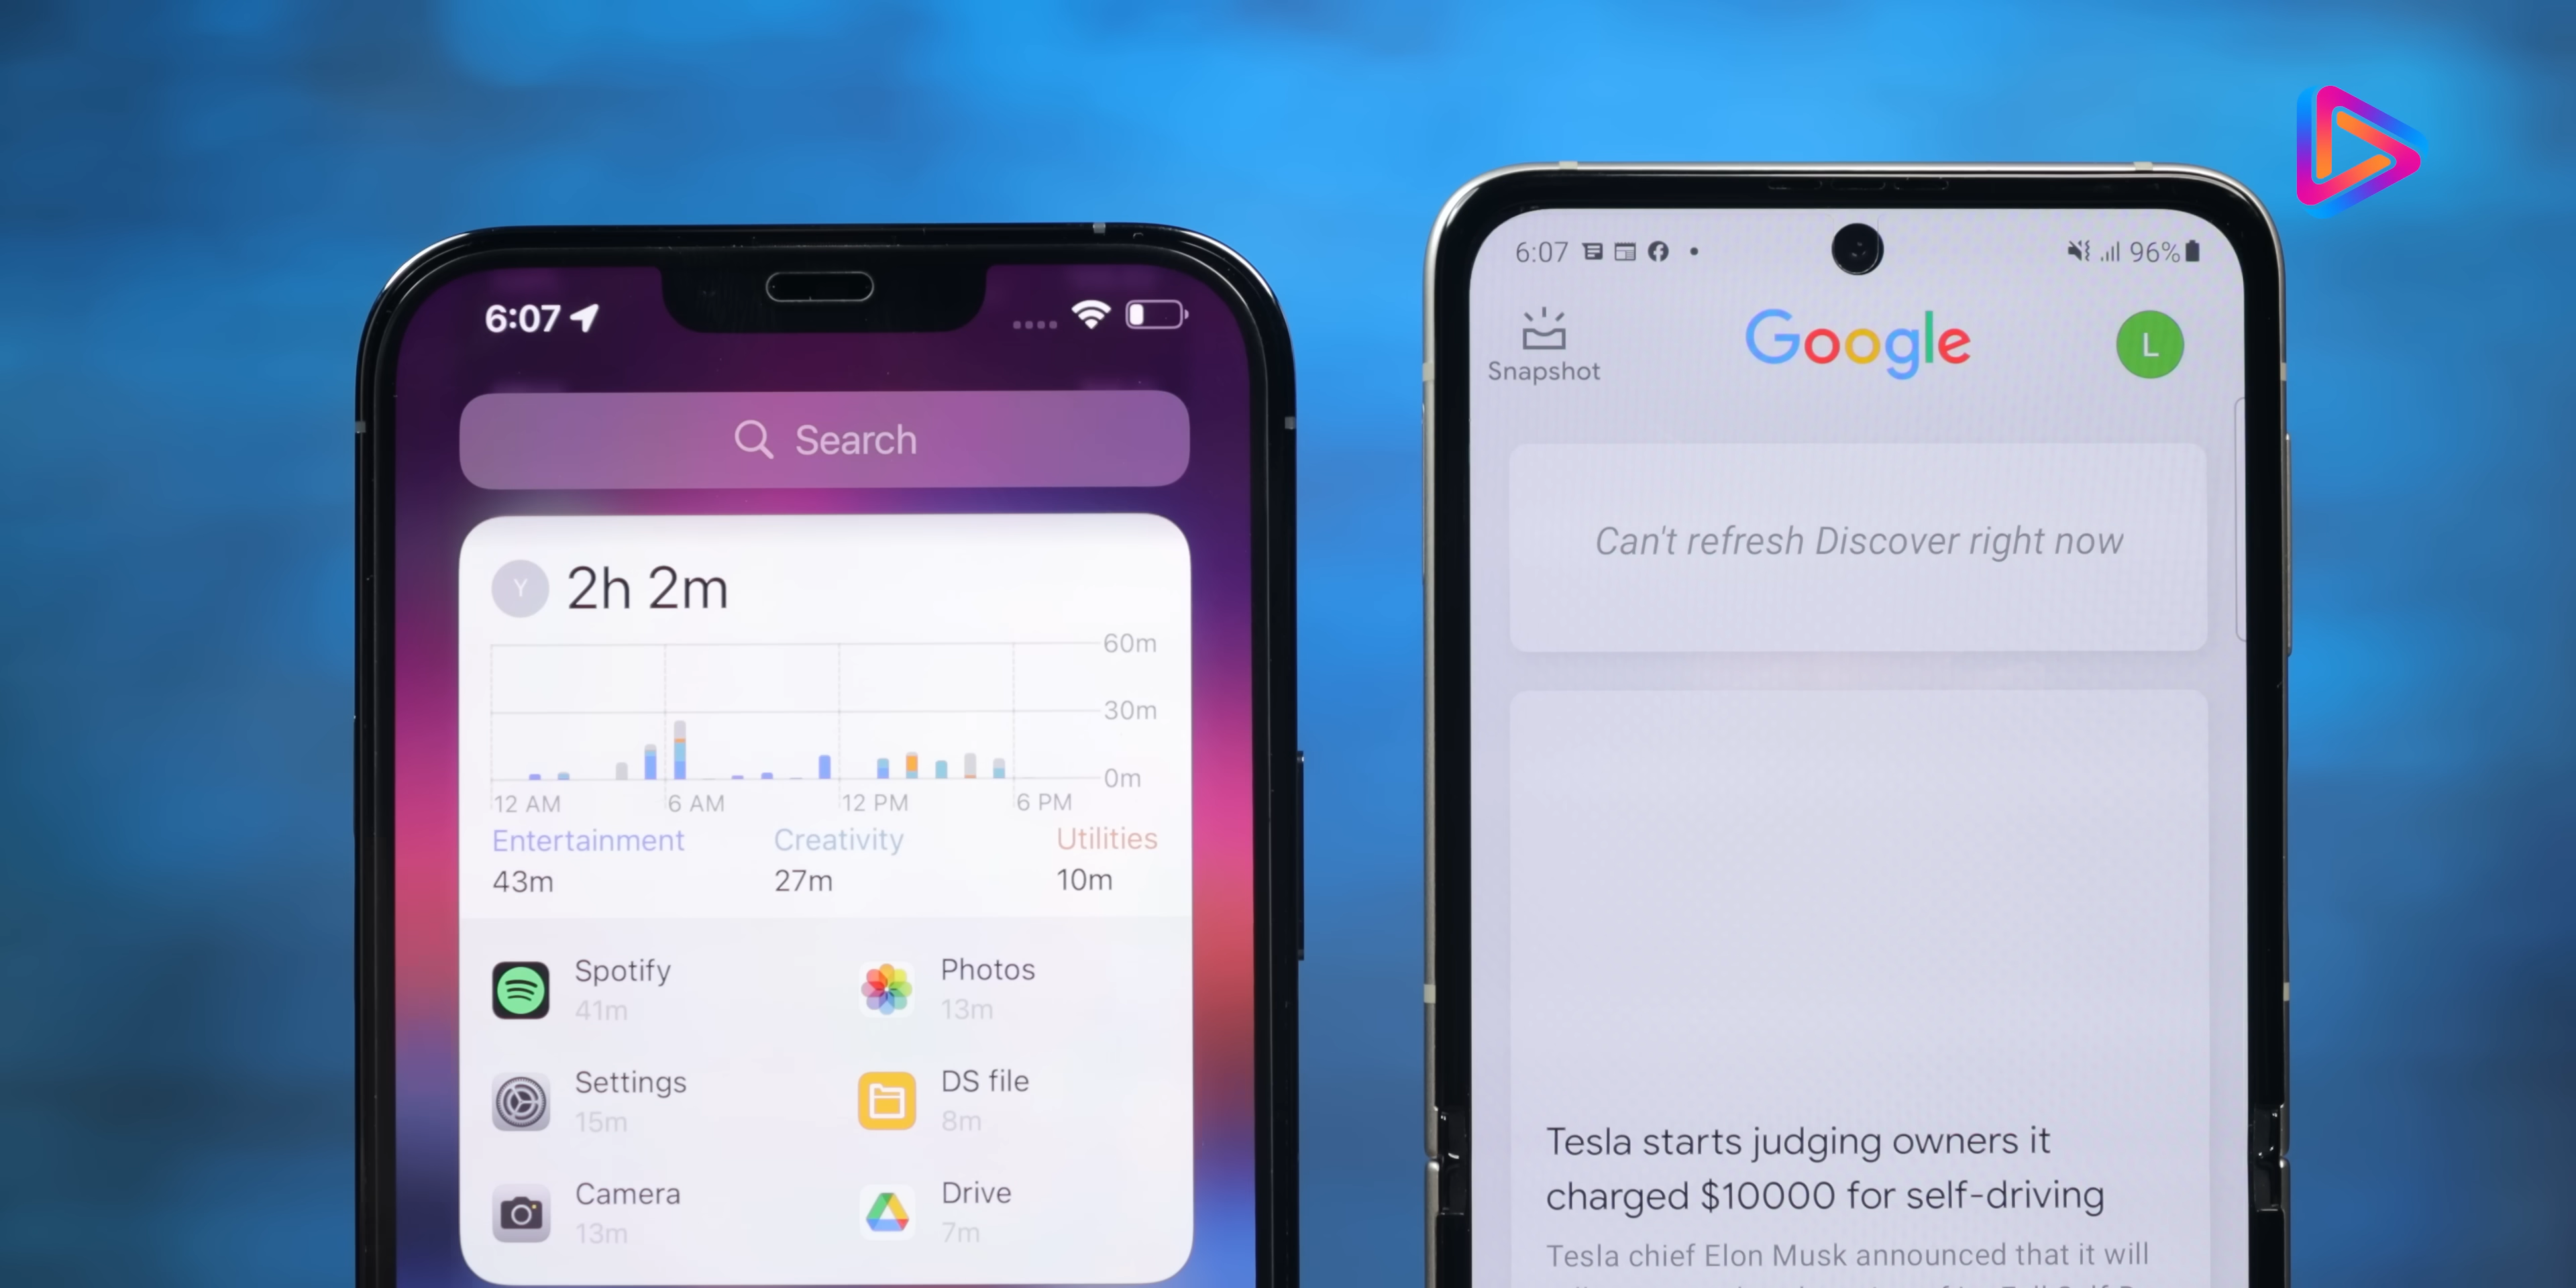 6:07
Search
Y
2h 2m
60m
30m
0m
12 AM
6 AM
12 PM
6 PM
Entertainment
Creativity
Utilities
43m
27m
10m
Spotify
41m
Photos
13m
Settings
15m
DS file
8m
Camera
13m
Drive
7m
6:07
96%
Snapshot
Google
L
Can't refresh Discover right now
Tesla starts judging owners it
charged $10000 for self-driving
Tesla chief Elon Musk announced that it will